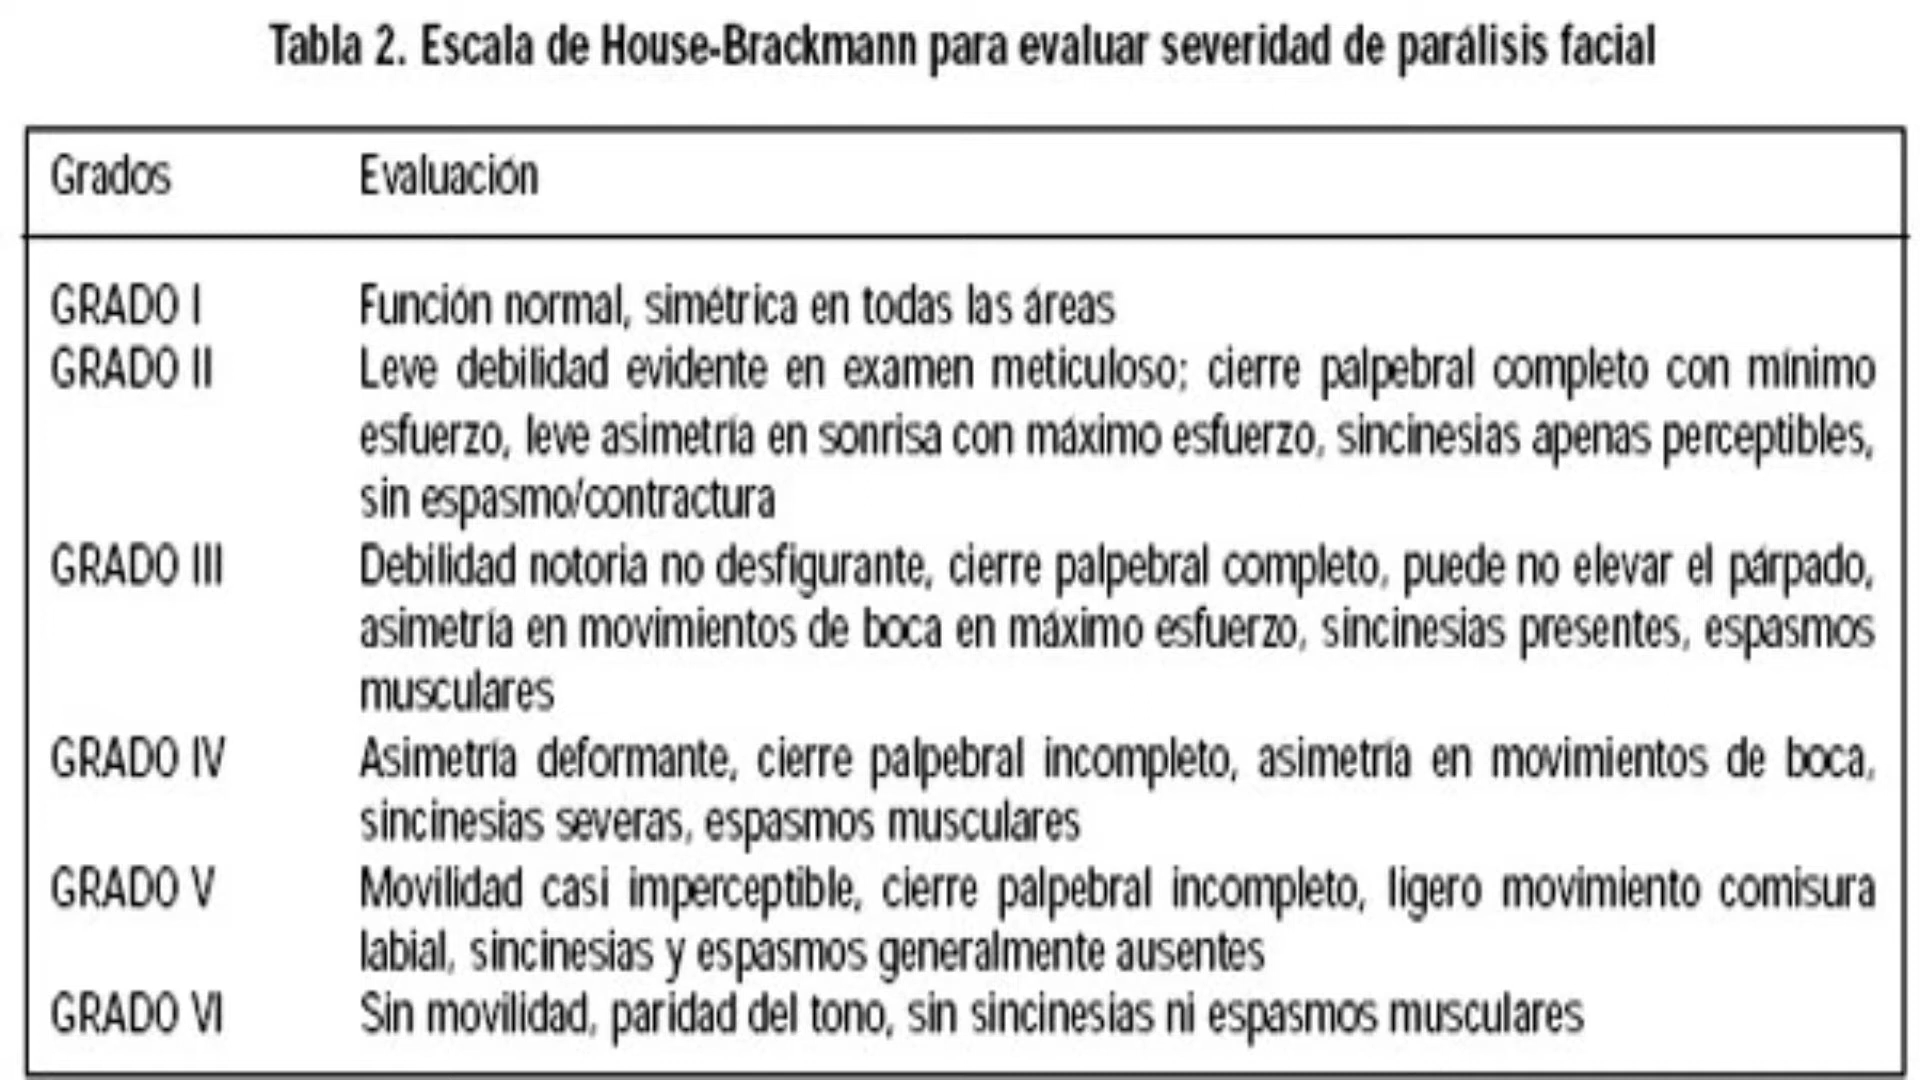 Tabla 2. Escala de House-Brackmann para evaluar severidad de parálisis facial
Grados Evaluación
GRADO I Función normal, simétrica en todas las áreas
GRADO II Leve debilidad evidente en examen meticuloso; cierre palpebral completo con mínimo
esfuerzo, leve asimetría en sonrisa con máximo esfuerzo, sincinesias apenas perceptibles,
sin espasmo/contractura
GRADO III Debilidad notoria no desfigurante, cierre palpebral completo, puede no elevar el párpado,
asimetría en movimientos de boca en máximo esfuerzo, sincinesias presentes, espasmos
musculares
GRADO IV Asimetría deformante, cierre palpebral incompleto, asimetría en movimientos de boca,
sincinesias severas, espasmos musculares
GRADO V Movilidad casi imperceptible, cierre palpebral incompleto, ligero movimiento comisura
labial, sincinesias y espasmos generalmente ausentes
GRADO VI Sin movilidad, paridad del tono, sin sincinesias ni espasmos musculares